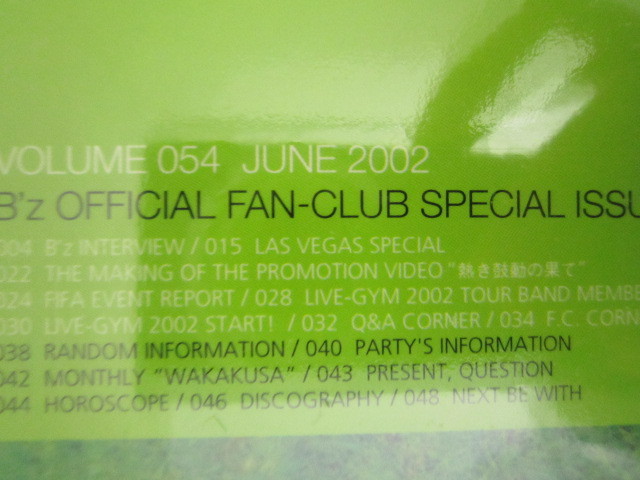 VOLUME 054 JUNE 2002
B'z OFFICIAL FAN-CLUB SPECIAL ISSU
004 B'z INTERVIEW / 015 LAS VEGAS SPECIAL
022 THE MAKING OF THE PROMOTION VIDEO "熱き鼓動の果て"
024 FIFA EVENT REPORT / 028 LIVE-GYM 2002 TOUR BAND MEMBE
030 LIVE-GYM 2002 START! / 032 Q&A CORNER / 034 F.C. CORN
038 RANDOM INFORMATION / 040 PARTY'S INFORMATION
042 MONTHLY "WAKAKUSA" / 043 PRESENT, QUESTION
044 HOROSCOPE / 046 DISCOGRAPHY / 048 NEXT BE WITH